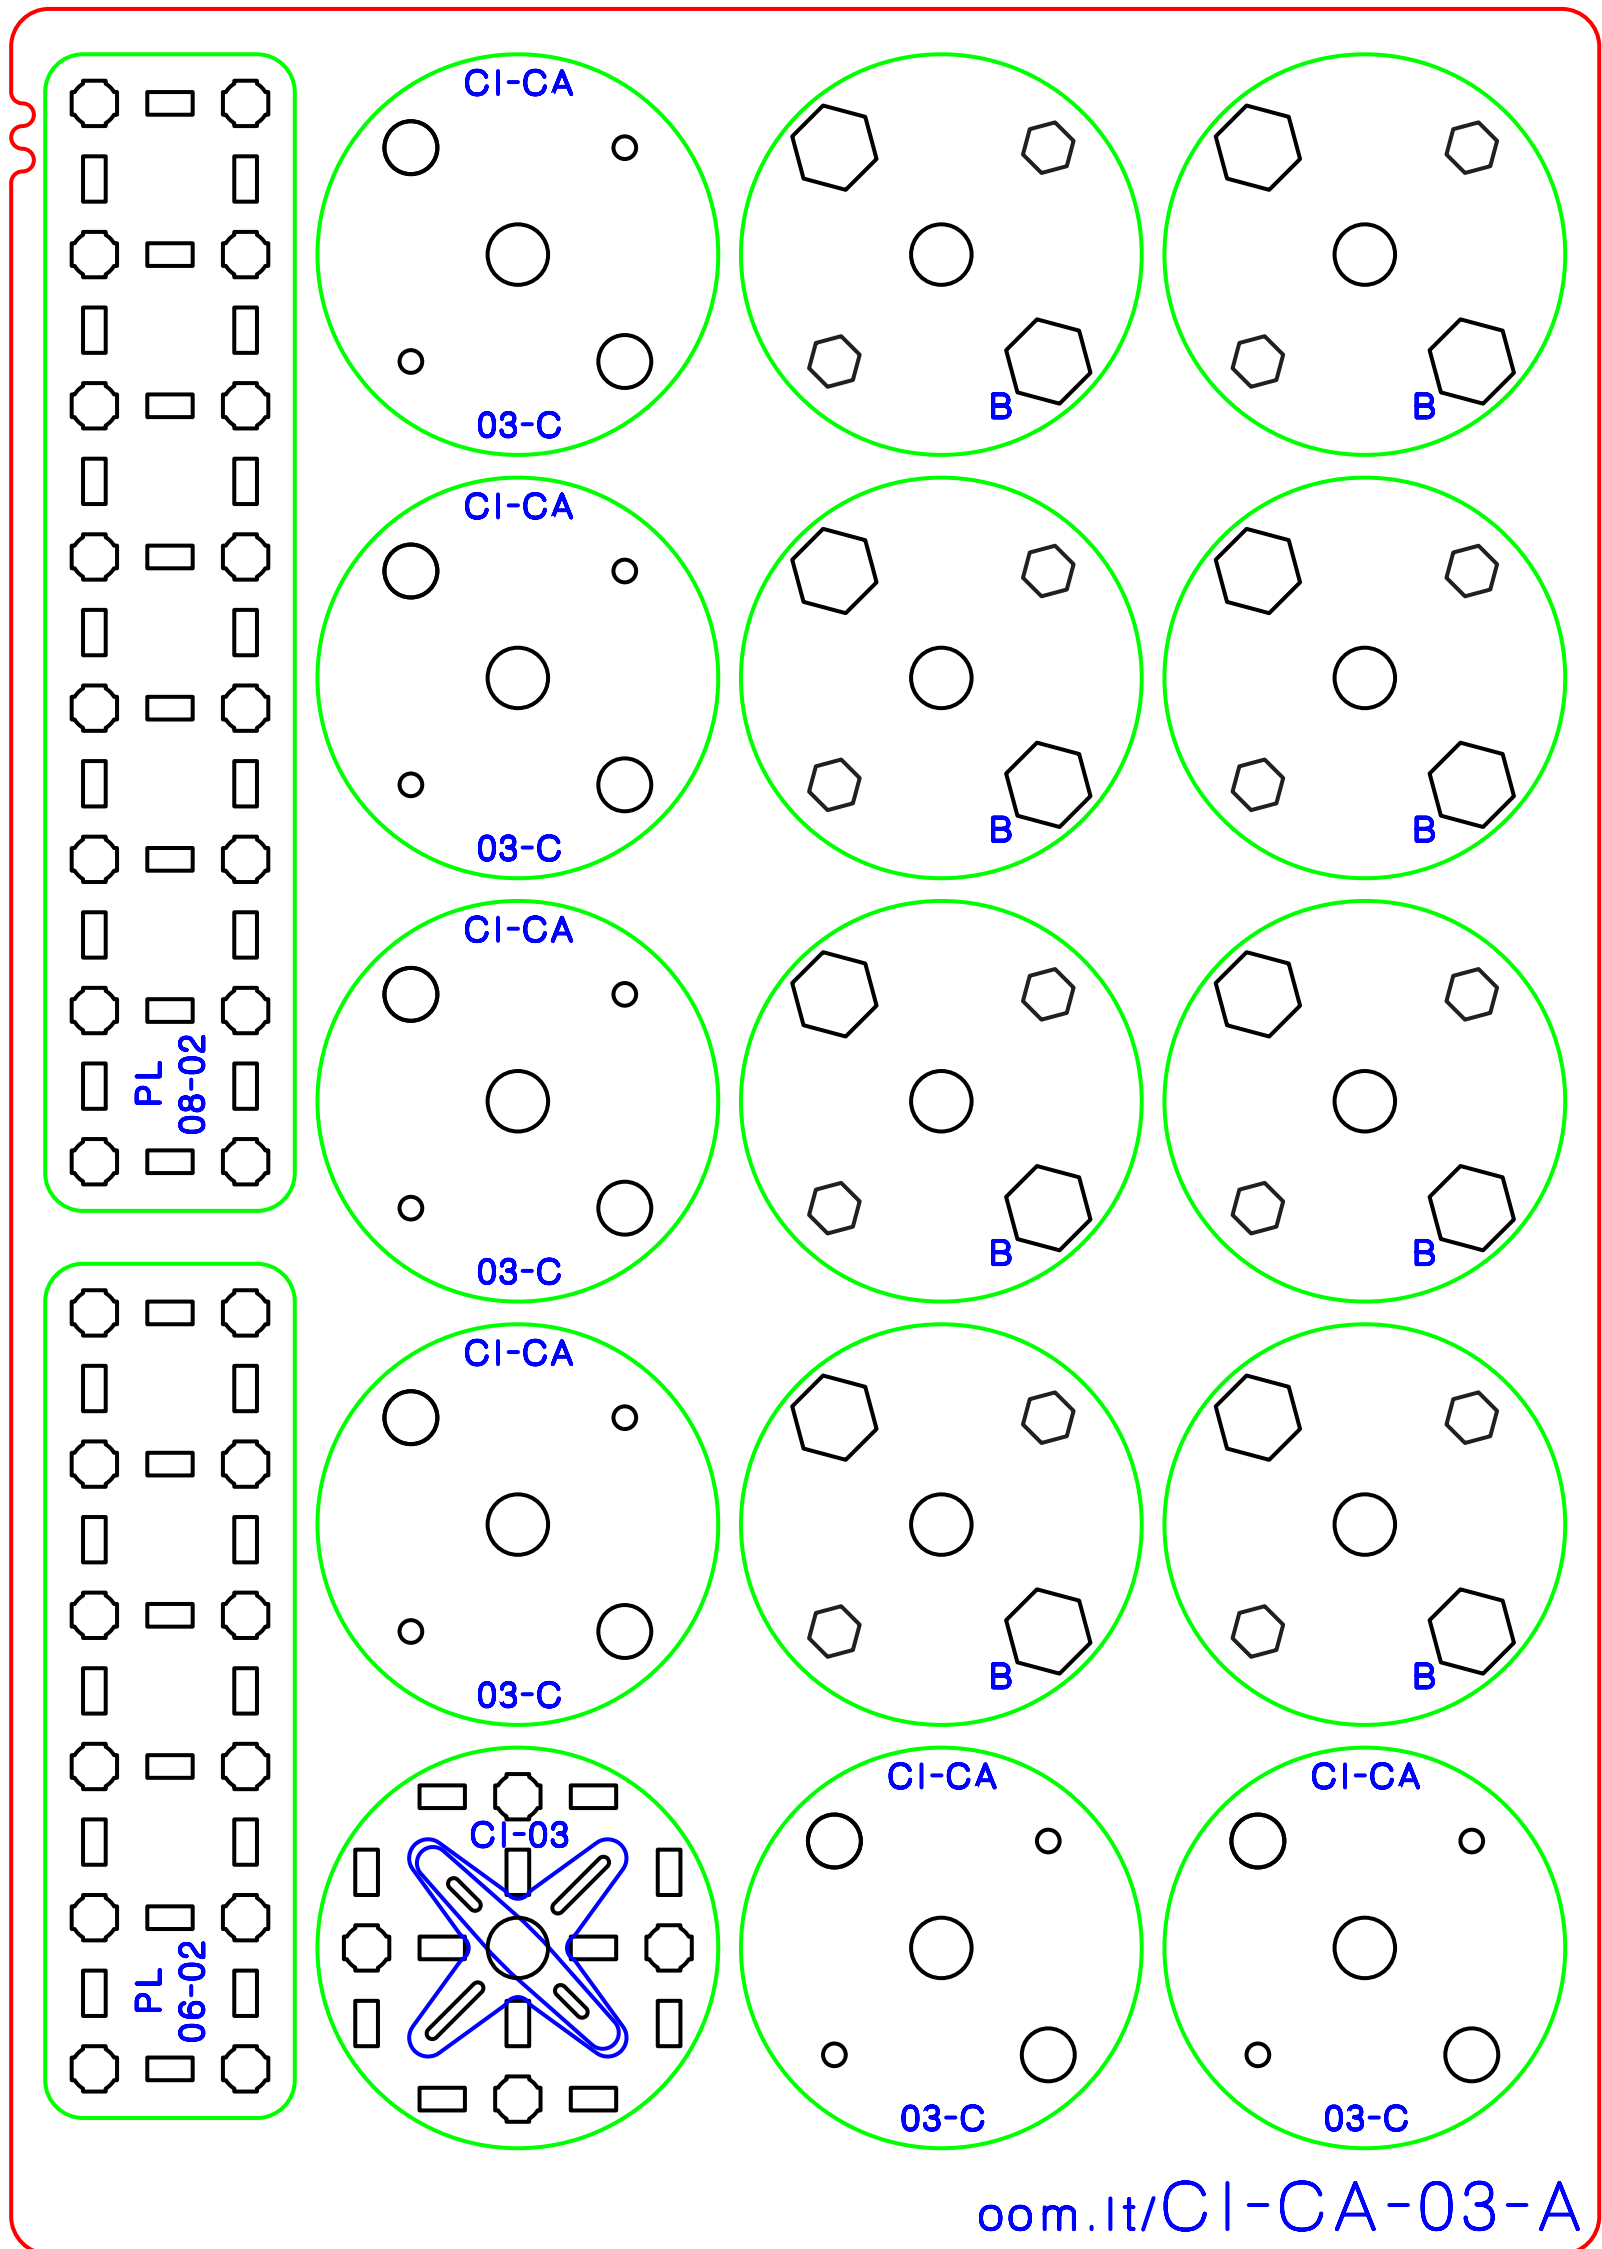 CI-CA
03-C
B
B
CI-CA
03-C
B
B
PL
08-02
CI-CA
03-C
B
B
CI-CA
03-C
B
B
PL
06-02
CI-03
CI-CA
03-C
CI-CA
03-C
oom.lt/CI-CA-03-A